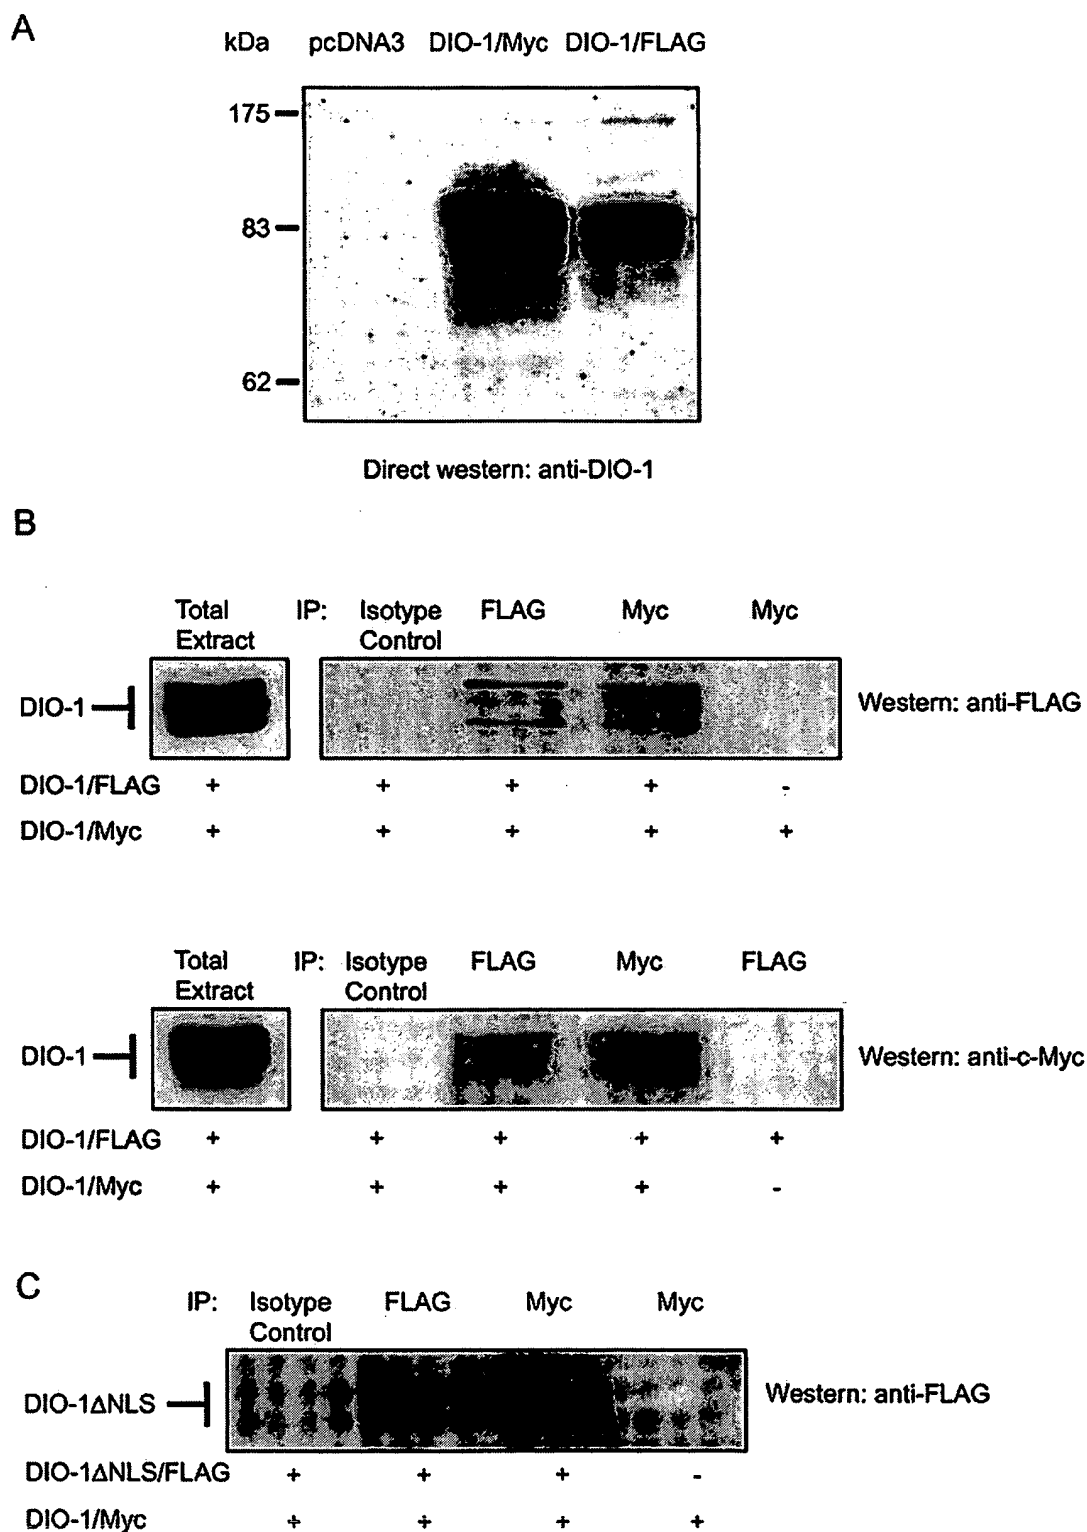 A
kDa pcDNA3 DIO-1/Myc DIO-1/FLAG
175
83
62
Direct western: anti-DIO-1
B
Total Extract IP: Isotype Control FLAG Myc Myc
DIO-1 Western: anti-FLAG
DIO-1/FLAG + + + + -
DIO-1/Myc + + + + +
Total Extract IP: Isotype Control FLAG Myc FLAG
DIO-1 Western: anti-c-Myc
DIO-1/FLAG + + + + +
DIO-1/Myc + + + + -
C
IP: Isotype Control FLAG Myc Myc
DIO-1ΔNLS Western: anti-FLAG
DIO-1ΔNLS/FLAG + + + -
DIO-1/Myc + + + +